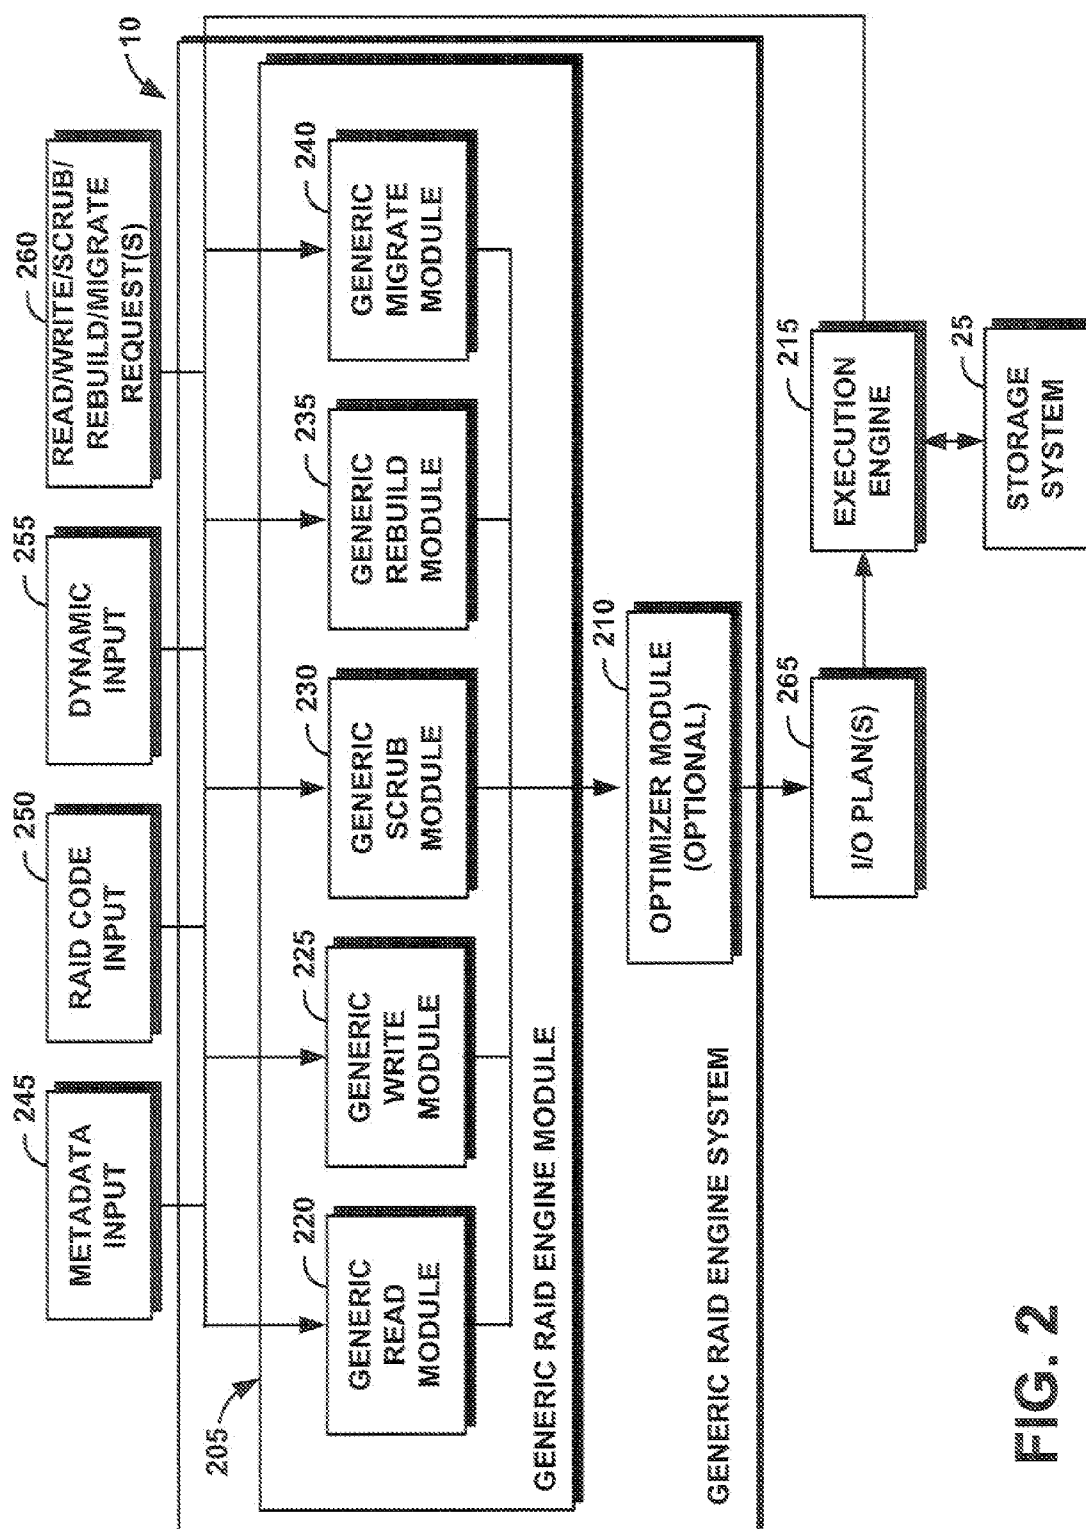 245
METADATA
INPUT
250
RAID CODE
INPUT
255
DYNAMIC
INPUT
260
READ/WRITE/SCRUB/
REBUILD/MIGRATE
REQUEST(S)
10
205
220
GENERIC
READ
MODULE
225
GENERIC
WRITE
MODULE
230
GENERIC
SCRUB
MODULE
235
GENERIC
REBUILD
MODULE
240
GENERIC
MIGRATE
MODULE
GENERIC RAID ENGINE MODULE
210
OPTIMIZER MODULE
(OPTIONAL)
GENERIC RAID ENGINE SYSTEM
265
I/O PLAN(S)
215
EXECUTION
ENGINE
25
STORAGE
SYSTEM
FIG. 2